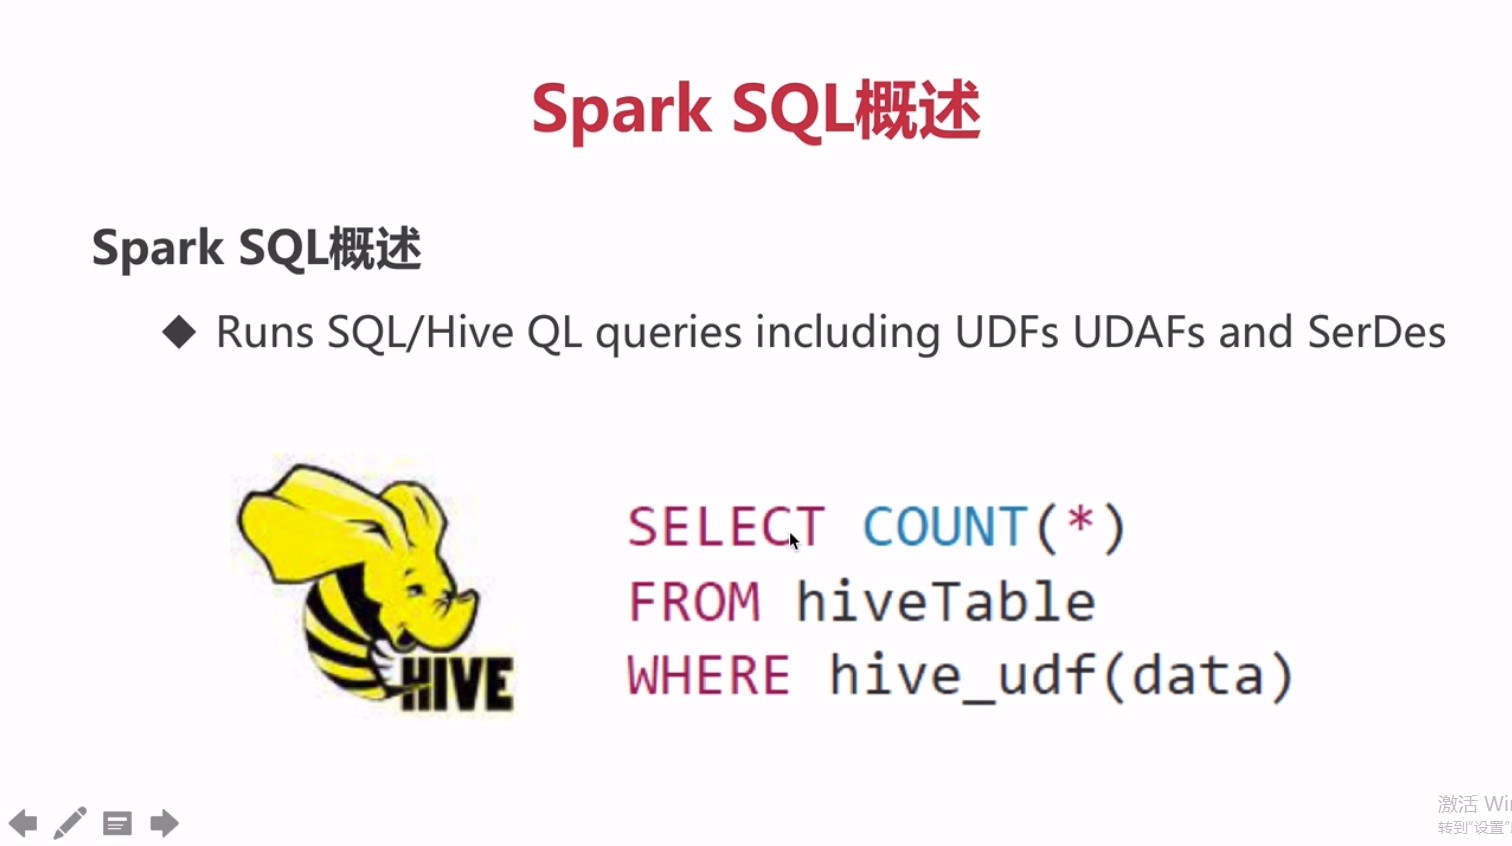 Spark SQL概述
Spark SQL概述
◆ Runs SQL/Hive QL queries including UDFs UDAFs and SerDes
HIVE
SELECT COUNT(*)
FROM hiveTable
WHERE hive_udf(data)
激活 Wi
转到"设置"